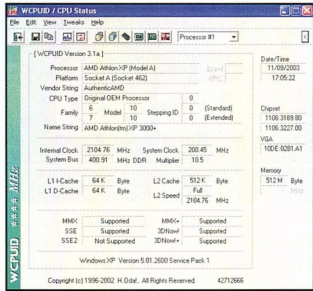 WCPUID / CPU Status
File Edit View Tweaks Help
Processor #1
[ WCPUID Version 3.1a ]
Processor AMD Athlon XP (Model A)
Platform Socket A (Socket 462)
Vendor String AuthenticAMD
CPU Type Original OEM Processor 0
Family 6 Model 10 Stepping ID 0 (Standard)
7 10 0 (Extended)
Name String AMD Athlon(tm) XP 3000+
Internal Clock 2104.76 MHz System Clock 200.45 MHz
System Bus 400.91 MHz DDR Multiplier 10.5
L1 I-Cache 64 K Byte L2 Cache 512 K Byte
L1 D-Cache 64 K Byte L2 Speed Full
2104.76 MHz
MMX Supported MMX+ Supported
SSE Supported 3DNow! Supported
SSE2 Not Supported 3DNow!+ Supported
Windows XP Version 5.01.2600 Service Pack 1
Copyright (c) 1996-2002 H.Oda!, All Rights Reserved. 42712666
Date/Time
11/09/2003
17:05:22
Chipset
1106:3189.80
1106:3227.00
VGA
10DE:0281.A1
Memory
512 M Byte
WCPUID **** MHz